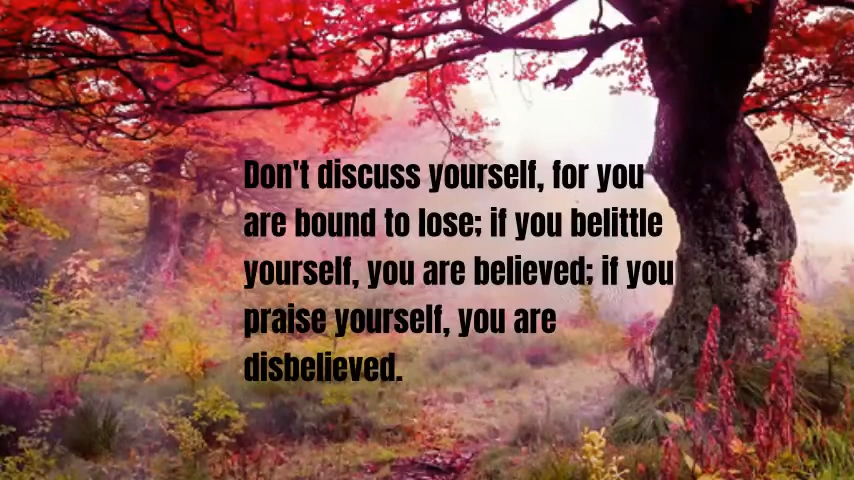 Don't discuss yourself, for you
are bound to lose; if you belittle
yourself, you are believed; if you
praise yourself, you are
disbelieved.